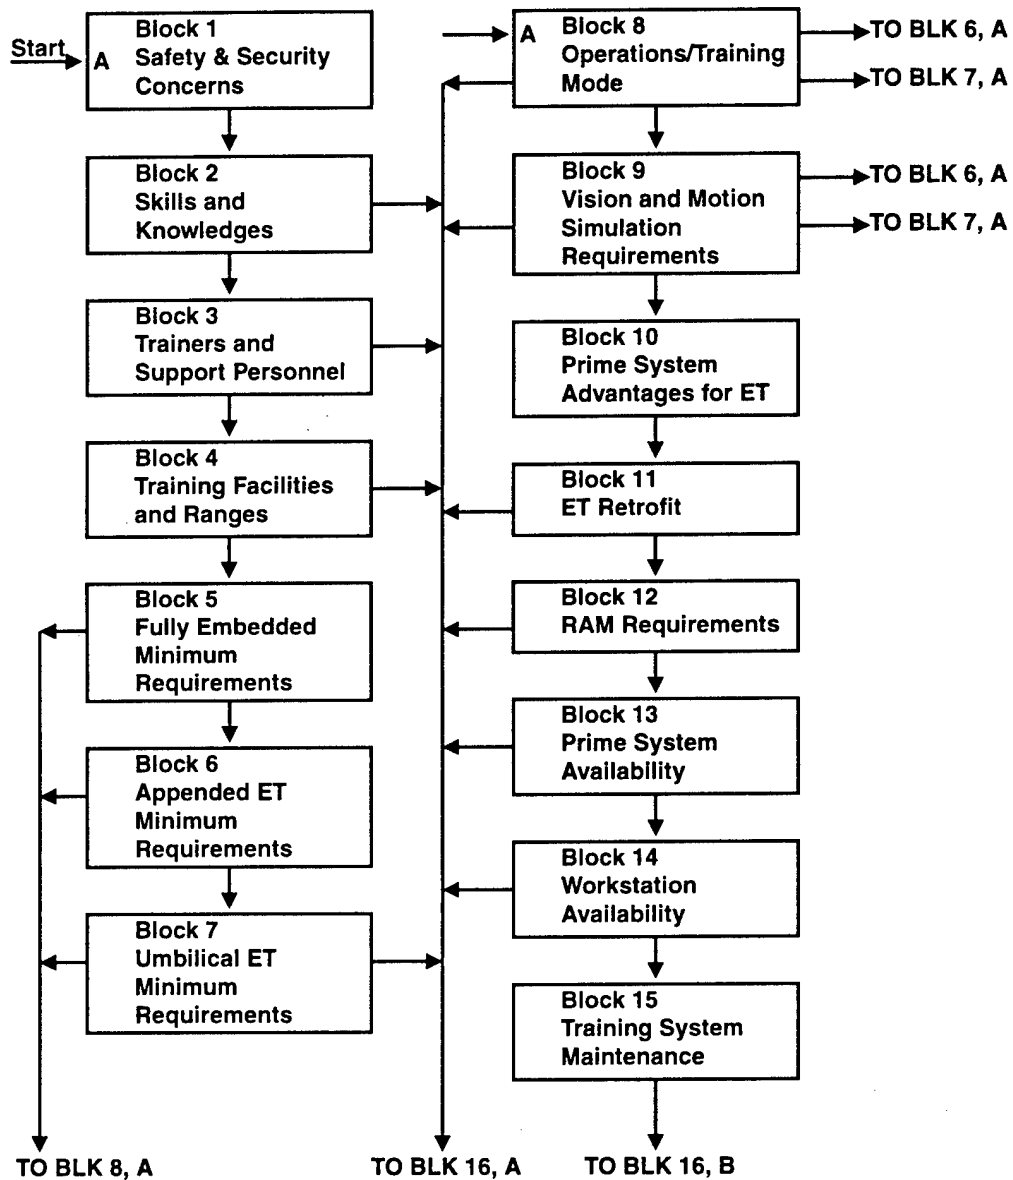 Start
A
Block 1
Safety & Security
Concerns
Block 2
Skills and
Knowledges
Block 3
Trainers and
Support Personnel
Block 4
Training Facilities
and Ranges
Block 5
Fully Embedded
Minimum
Requirements
Block 6
Appended ET
Minimum
Requirements
Block 7
Umbilical ET
Minimum
Requirements
TO BLK 8, A
A
Block 8
Operations/Training
Mode
TO BLK 6, A
TO BLK 7, A
Block 9
Vision and Motion
Simulation
Requirements
TO BLK 6, A
TO BLK 7, A
Block 10
Prime System
Advantages for ET
Block 11
ET Retrofit
Block 12
RAM Requirements
Block 13
Prime System
Availability
Block 14
Workstation
Availability
Block 15
Training System
Maintenance
TO BLK 16, A
TO BLK 16, B